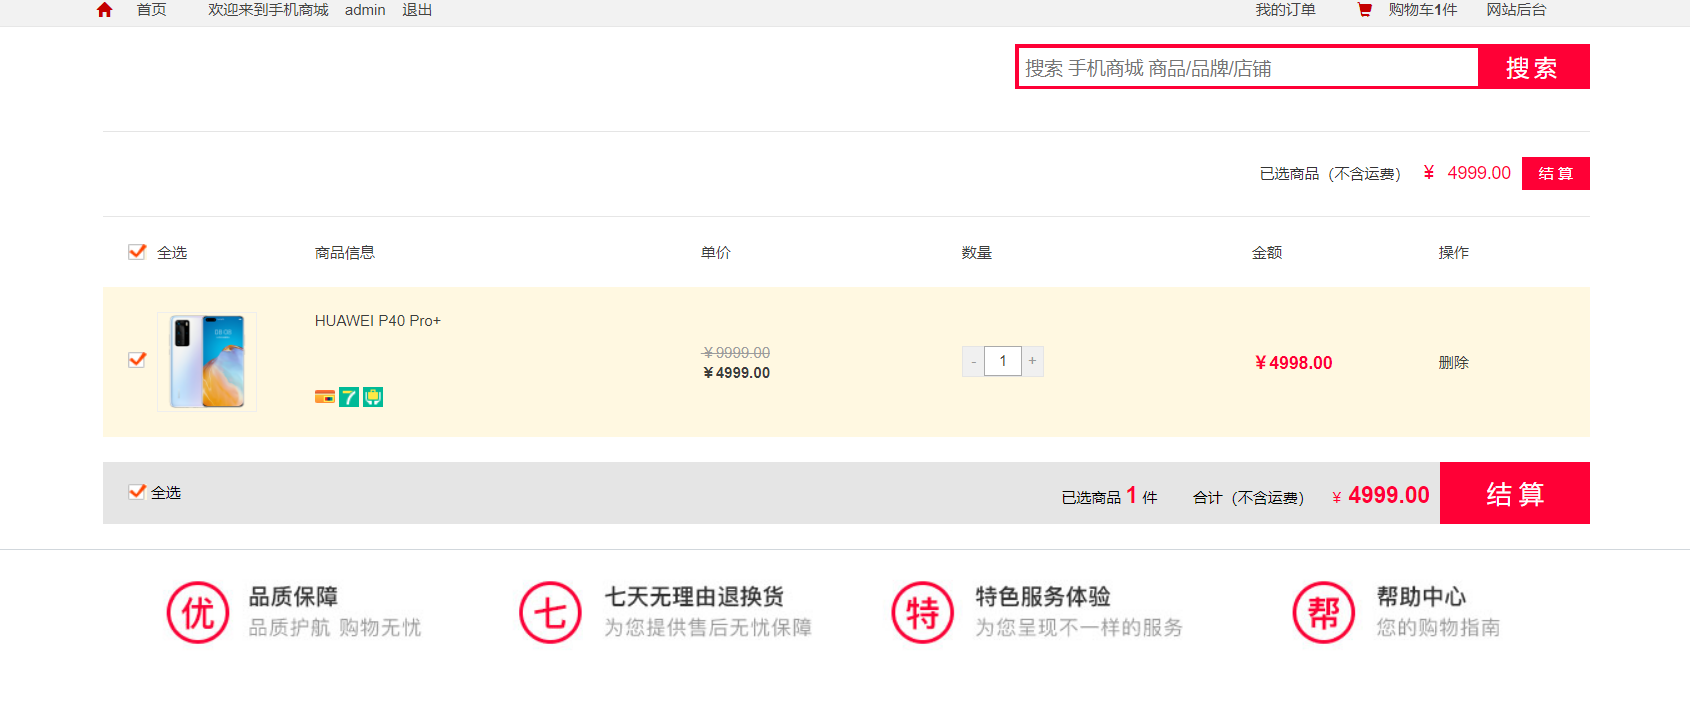 首页 欢迎来到手机商城 admin 退出 我的订单 购物车1件 网站后台
搜索 手机商城 商品/品牌/店铺 搜索
已选商品（不含运费） ¥ 4999.00 结算
全选 商品信息 单价 数量 金额 操作
HUAWEI P40 Pro+
¥9999.00
¥4999.00
- 1 +
¥4998.00
删除
7
全选 已选商品 1 件 合计（不含运费） ¥ 4999.00 结算
优 品质保障
品质护航 购物无忧
七 七天无理由退换货
为您提供售后无忧保障
特 特色服务体验
为您呈现不一样的服务
帮 帮助中心
您的购物指南